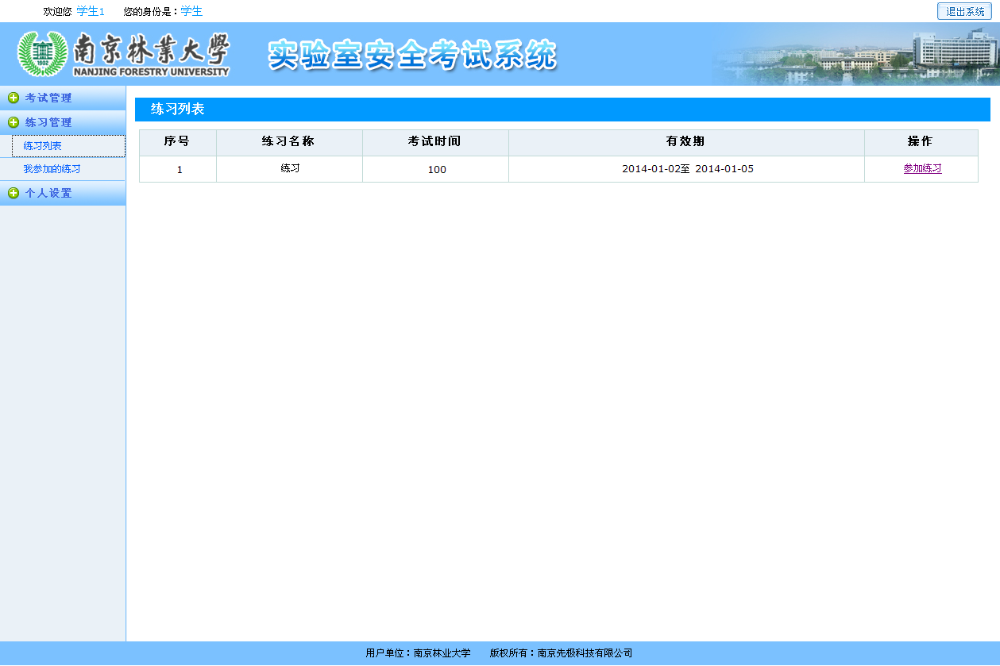 欢迎您 学生1 您的身份是：学生 退出系统
1902 南京林業大學 实验室安全考试系统
NANJING FORESTRY UNIVERSITY
考试管理
练习管理
练习列表
我参加的练习
个人设置
练习列表
序号 练习名称 考试时间 有效期 操作
1 练习 100 2014-01-02至 2014-01-05 参加练习
用户单位：南京林业大学 版权所有：南京先极科技有限公司